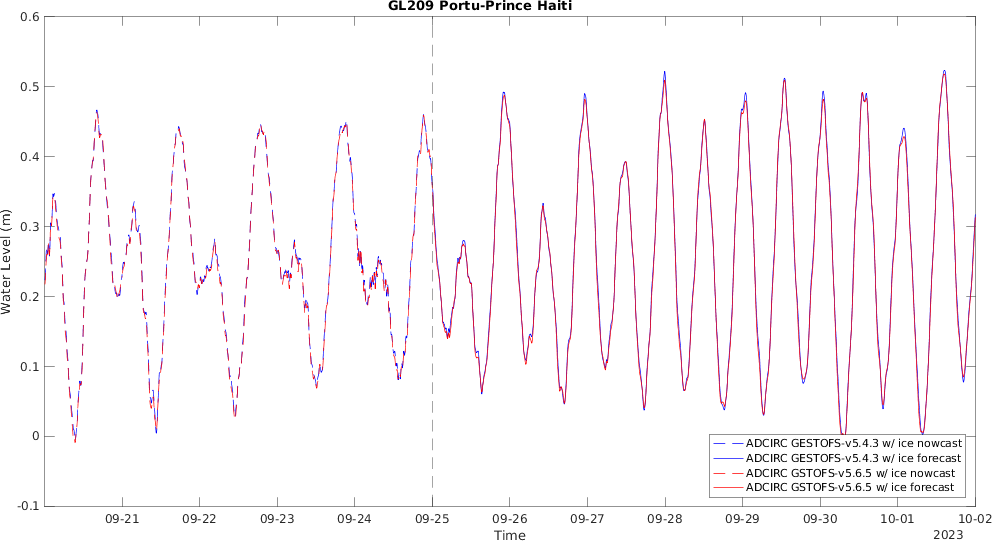 GL209 Portu-Prince Haiti
0.6
0.5
0.4
0.3
0.2
0.1
0
-0.1
Water Level (m)
ADCIRC GESTOFS-v5.4.3 w/ ice nowcast
ADCIRC GESTOFS-v5.4.3 w/ ice forecast
ADCIRC GSTOFS-v5.6.5 w/ ice nowcast
ADCIRC GSTOFS-v5.6.5 w/ ice forecast
09-21 09-22 09-23 09-24 09-25 09-26 09-27 09-28 09-29 09-30 10-01 10-02
Time
2023